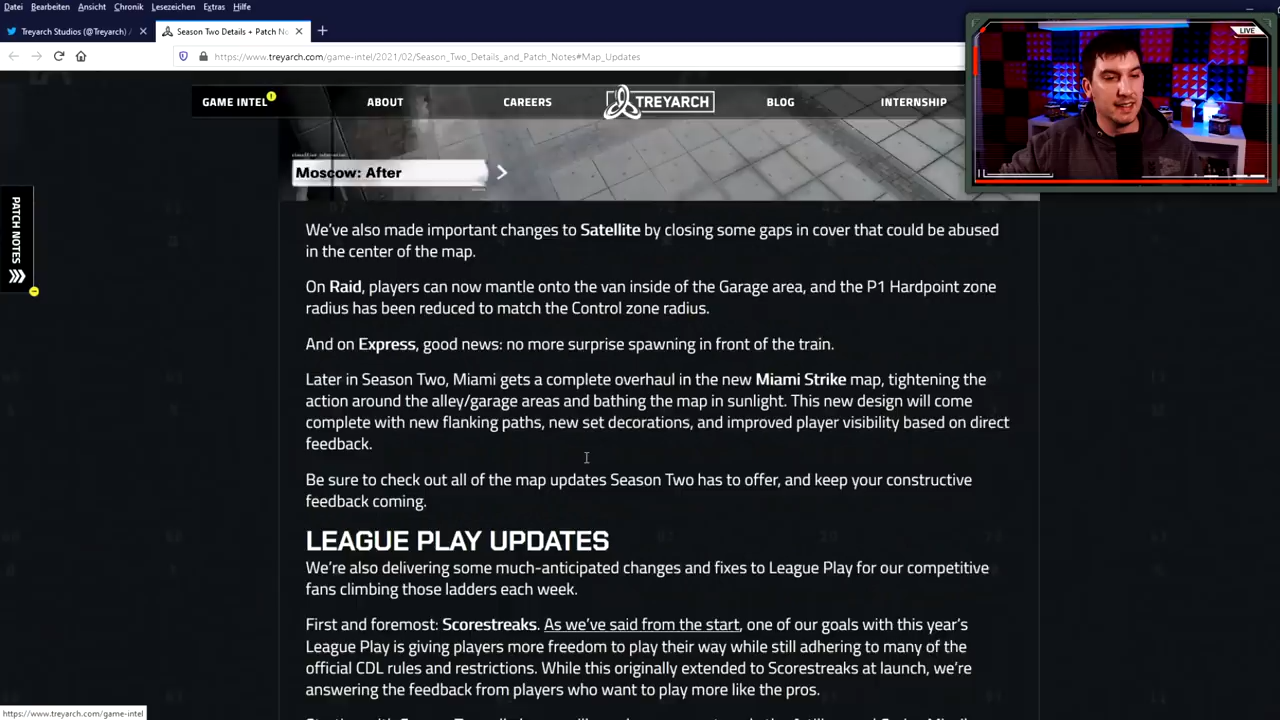 Datei Bearbeiten Ansicht Chronik Lesezeichen Extras Hilfe
Treyarch Studios (@Treyarch) / Season Two Details + Patch No
https://www.treyarch.com/game-intel/2021/02/Season_Two_Details_and_Patch_Notes#Map_Updates
LIVE
GAME INTEL ABOUT CAREERS TREYARCH BLOG INTERNSHIP
Moscow: After
PATCH NOTES
We've also made important changes to Satellite by closing some gaps in cover that could be abused
in the center of the map.
On Raid, players can now mantle onto the van inside of the Garage area, and the P1 Hardpoint zone
radius has been reduced to match the Control zone radius.
And on Express, good news: no more surprise spawning in front of the train.
Later in Season Two, Miami gets a complete overhaul in the new Miami Strike map, tightening the
action around the alley/garage areas and bathing the map in sunlight. This new design will come
complete with new flanking paths, new set decorations, and improved player visibility based on direct
feedback.
Be sure to check out all of the map updates Season Two has to offer, and keep your constructive
feedback coming.
LEAGUE PLAY UPDATES
We're also delivering some much-anticipated changes and fixes to League Play for our competitive
fans climbing those ladders each week.
First and foremost: Scorestreaks. As we've said from the start, one of our goals with this year's
League Play is giving players more freedom to play their way while still adhering to many of the
official CDL rules and restrictions. While this originally extended to Scorestreaks at launch, we're
answering the feedback from players who want to play more like the pros.
https://www.treyarch.com/game-intel